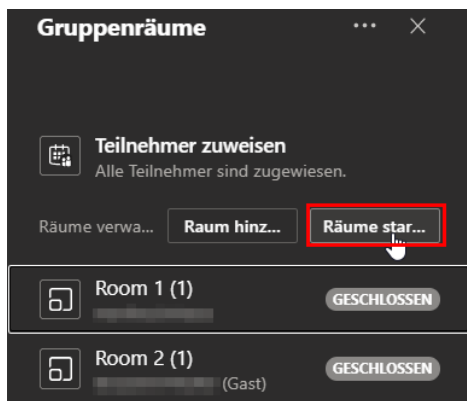 Gruppenräume
Teilnehmer zuweisen
Alle Teilnehmer sind zugewiesen.
Räume verwa... Raum hinz... Räume star...
Room 1 (1)
GESCHLOSSEN
Room 2 (1)
GESCHLOSSEN
(Gast)